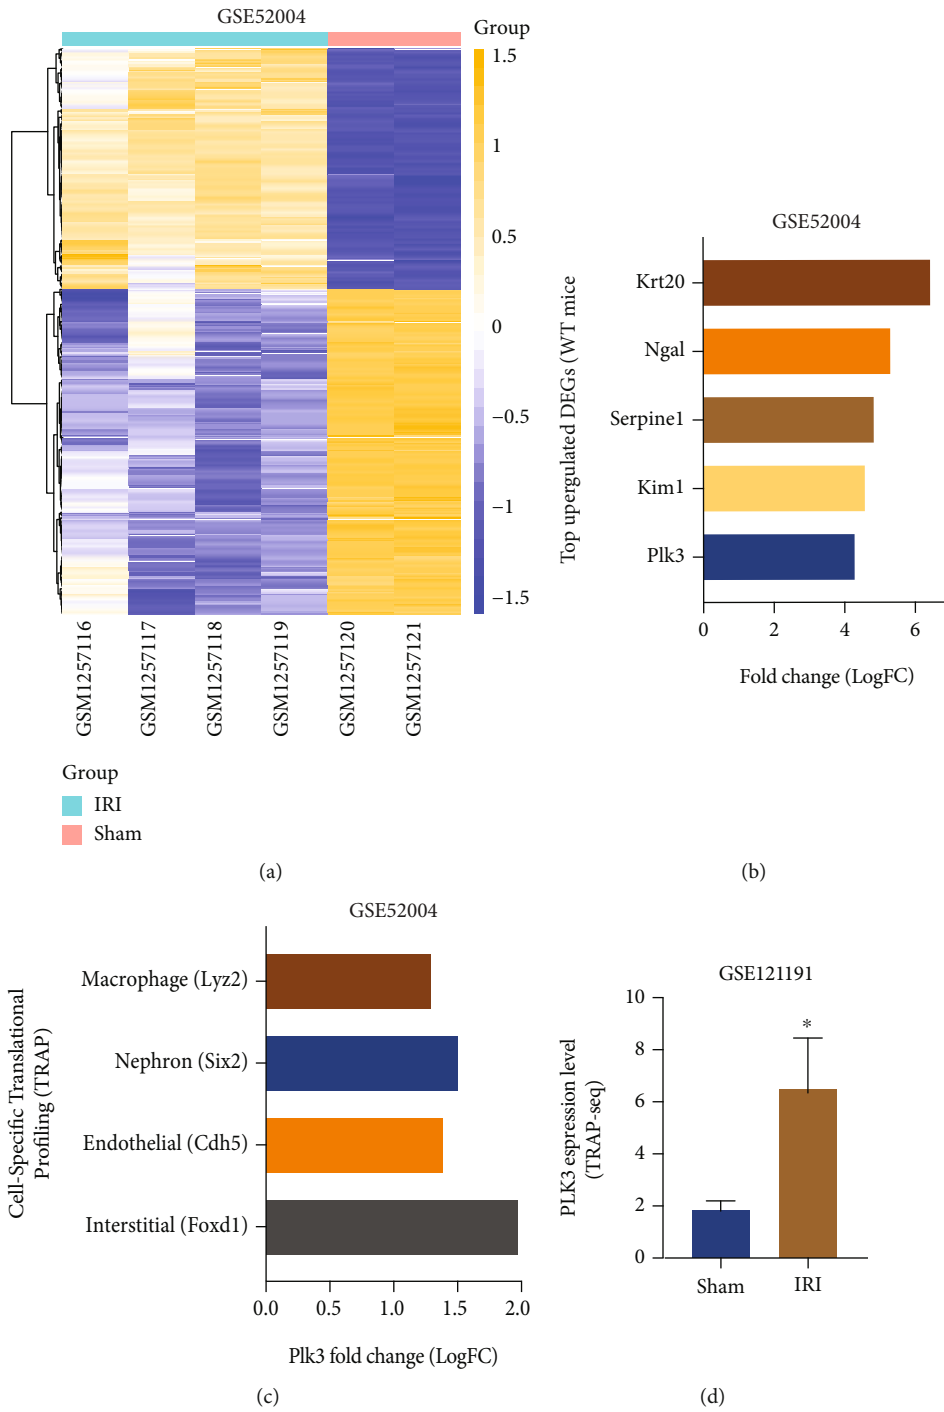 GSE52004
Group
1.5
1
0.5
0
−0.5
−1
−1.5
GSM1257116
GSM1257117
GSM1257118
GSM1257119
GSM1257120
GSM1257121
Group
IRI
Sham
(a)
GSE52004
Top upergulated DEGs (WT mice
Krt20
Ngal
Serpine1
Kim1
Plk3
0 2 4 6
Fold change (LogFC)
(b)
GSE52004
Cell-Specific Translational
Profiling (TRAP)
Macrophage (Lyz2)
Nephron (Six2)
Endothelial (Cdh5)
Interstitial (Foxd1)
0.0 0.5 1.0 1.5 2.0
Plk3 fold change (LogFC)
(c)
GSE121191
PLK3 espression level
(TRAP-seq)
10
8
6
4
2
0
*
Sham IRI
(d)